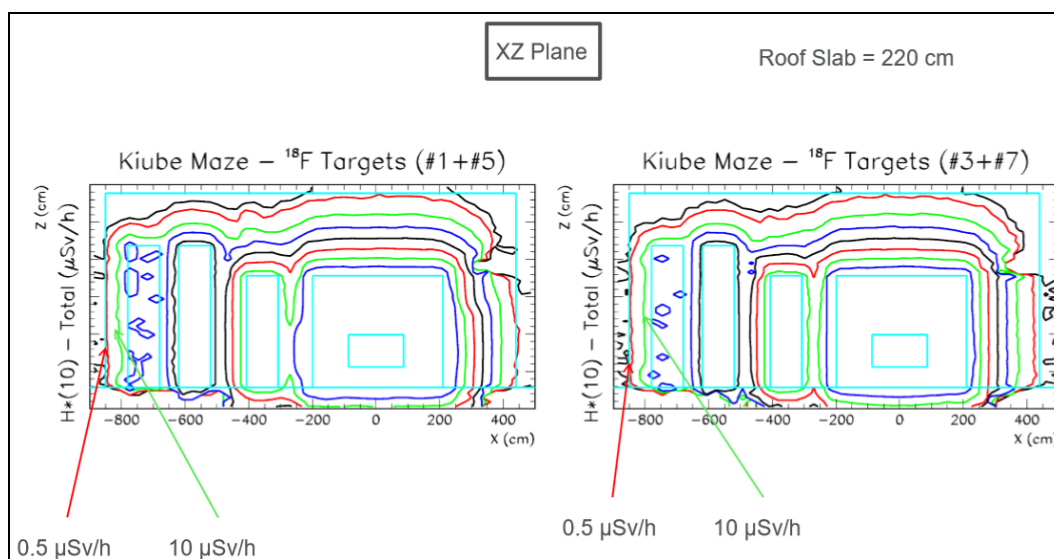 XZ Plane
Roof Slab = 220 cm
Kiube Maze – ¹⁸F Targets (#1+#5)
H*(10) – Total (μSv/h)
Z (cm)
−800 −600 −400 −200 0 200 400
X (cm)
Kiube Maze – ¹⁸F Targets (#3+#7)
H*(10) – Total (μSv/h)
Z (cm)
−800 −600 −400 −200 0 200 400
X (cm)
0.5 µSv/h 10 µSv/h
0.5 µSv/h 10 µSv/h